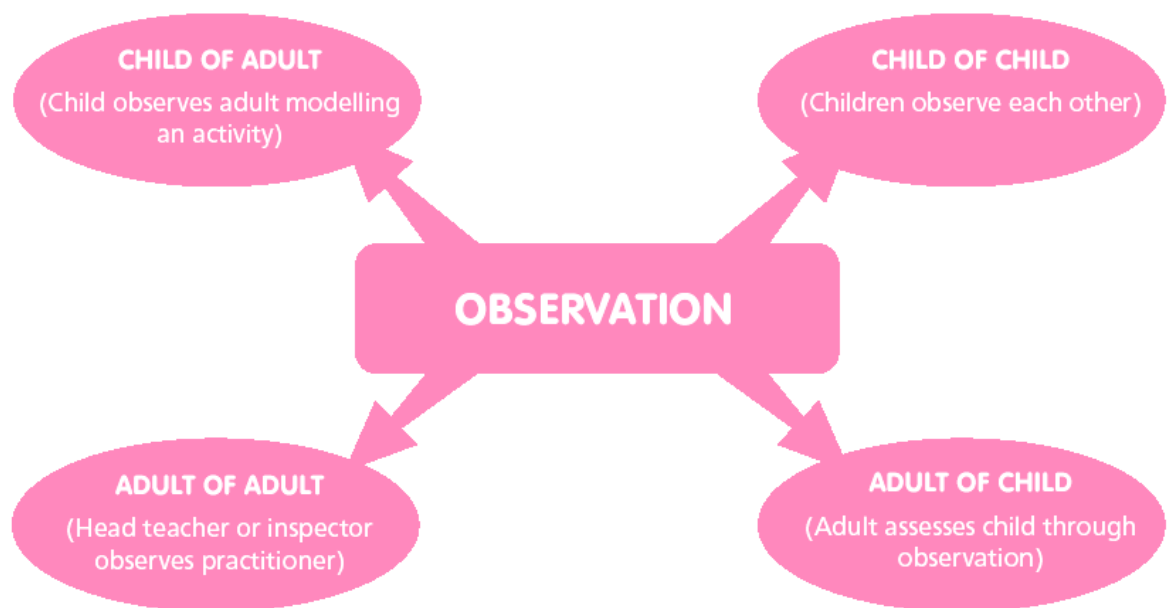 CHILD OF ADULT
(Child observes adult modelling
an activity)
CHILD OF CHILD
(Children observe each other)
OBSERVATION
ADULT OF ADULT
(Head teacher or inspector
observes practitioner)
ADULT OF CHILD
(Adult assesses child through
observation)